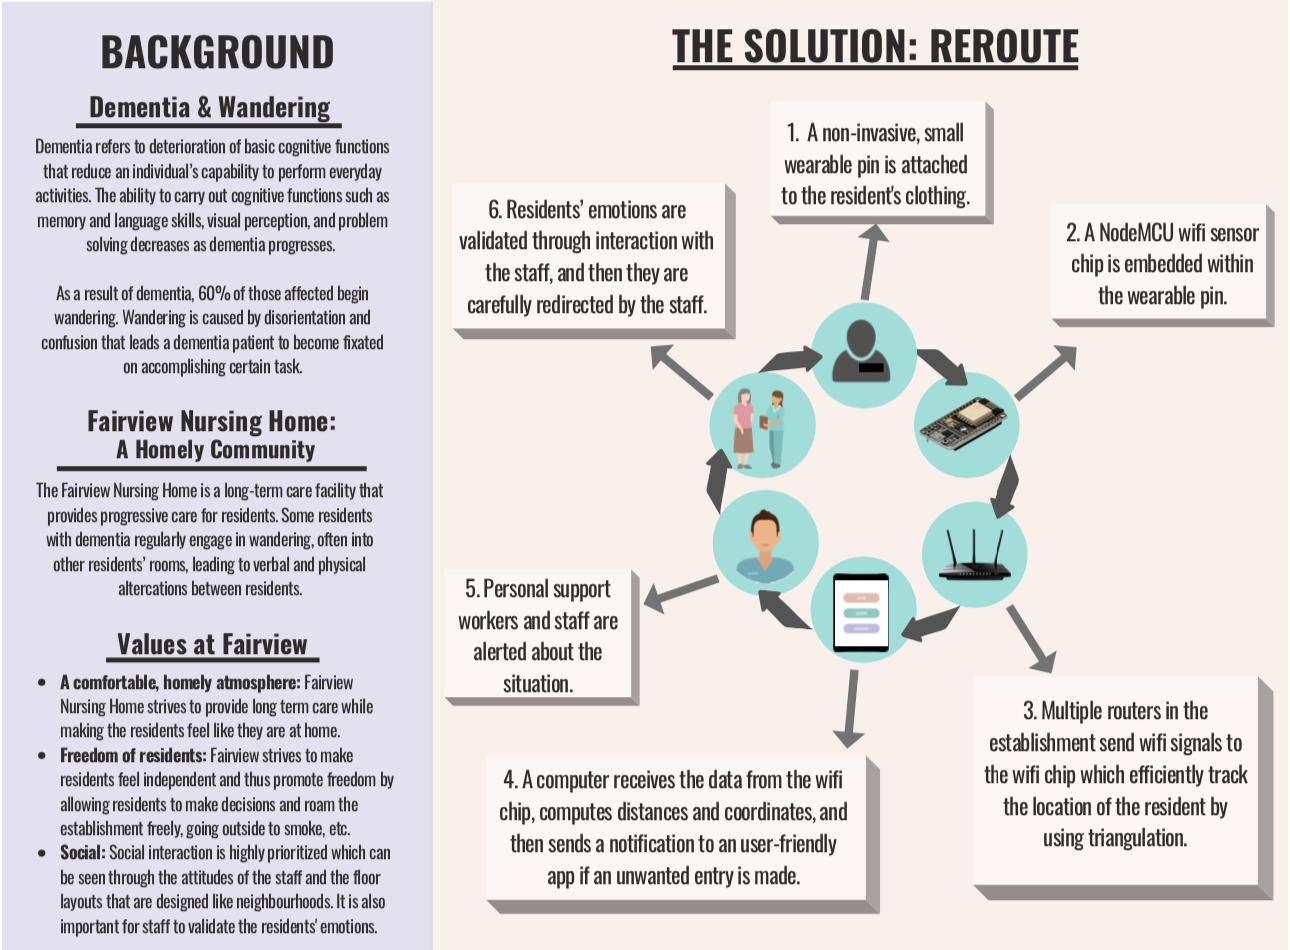 BACKGROUND
Dementia & Wandering
Dementia refers to deterioration of basic cognitive functions
that reduce an individual's capability to perform everyday
activities. The ability to carry out cognitive functions such as
memory and language skills, visual perception, and problem
solving decreases as dementia progresses.
As a result of dementia, 60% of those affected begin
wandering. Wandering is caused by disorientation and
confusion that leads a dementia patient to become fixated
on accomplishing certain task.
Fairview Nursing Home:
A Homely Community
The Fairview Nursing Home is a long-term care facility that
provides progressive care for residents. Some residents
with dementia regularly engage in wandering, often into
other residents' rooms, leading to verbal and physical
altercations between residents.
Values at Fairview
• A comfortable, homely atmosphere: Fairview
Nursing Home strives to provide long term care while
making the residents feel like they are at home.
• Freedom of residents: Fairview strives to make
residents feel independent and thus promote freedom by
allowing residents to make decisions and roam the
establishment freely, going outside to smoke, etc.
• Social: Social interaction is highly prioritized which can
be seen through the attitudes of the staff and the floor
layouts that are designed like neighbourhoods. It is also
important for staff to validate the residents' emotions.
THE SOLUTION: REROUTE
1. A non-invasive, small
wearable pin is attached
to the resident's clothing.
2. A NodeMCU wifi sensor
chip is embedded within
the wearable pin.
3. Multiple routers in the
establishment send wifi signals to
the wifi chip which efficiently track
the location of the resident by
using triangulation.
4. A computer receives the data from the wifi
chip, computes distances and coordinates, and
then sends a notification to an user-friendly
app if an unwanted entry is made.
5. Personal support
workers and staff are
alerted about the
situation.
6. Residents' emotions are
validated through interaction with
the staff, and then they are
carefully redirected by the staff.